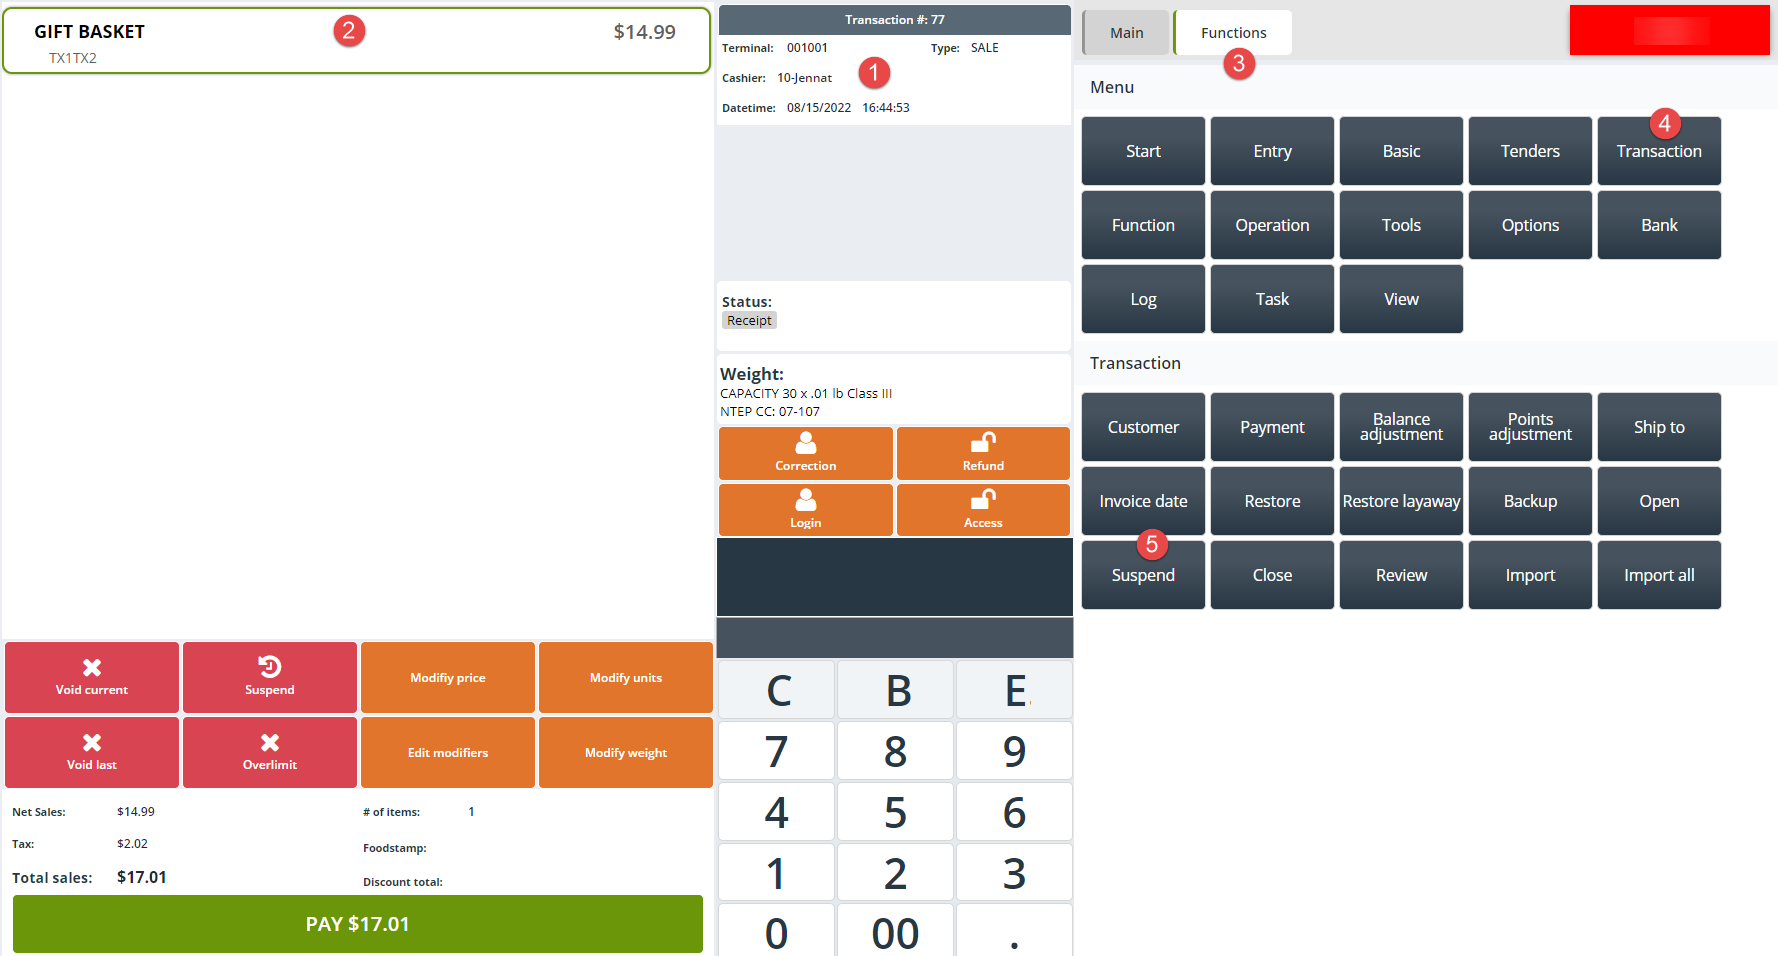 GIFT BASKET 2 $14.99
TX1TX2
Void current
Suspend
Modifiy price
Modify units
Void last
Overlimit
Edit modifiers
Modify weight
Net Sales: $14.99
# of items: 1
Tax: $2.02
Foodstamp:
Total sales: $17.01
Discount total:
PAY $17.01
Transaction #: 77
Terminal: 001001 Type: SALE
Cashier: 10-Jennat 1
Datetime: 08/15/2022 16:44:53
Status:
Receipt
Weight:
CAPACITY 30 x .01 lb Class III
NTEP CC: 07-107
Correction
Refund
Login
Access
C B E
7 8 9
4 5 6
1 2 3
0 00 .
Main
Functions
3
Menu
4
Start
Entry
Basic
Tenders
Transaction
Function
Operation
Tools
Options
Bank
Log
Task
View
Transaction
Customer
Payment
Balance
adjustment
Points
adjustment
Ship to
Invoice date
Restore
Restore layaway
Backup
Open
5
Suspend
Close
Review
Import
Import all